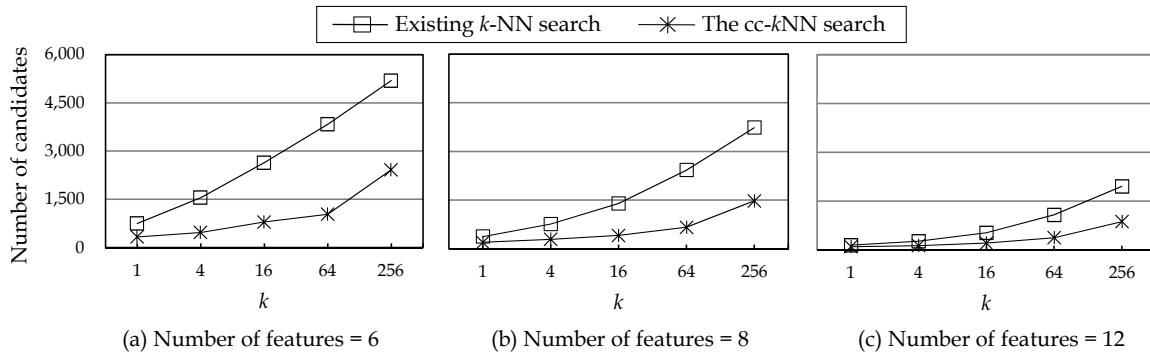 Existing k-NN search The cc-kNN search
Number of candidates
6,000
4,500
3,000
1,500
0
1 4 16 64 256
k
(a) Number of features = 6
1 4 16 64 256
k
(b) Number of features = 8
1 4 16 64 256
k
(c) Number of features = 12